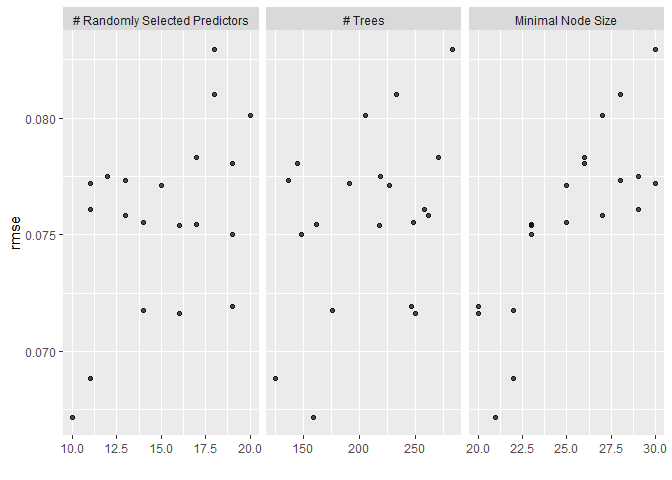 # Randomly Selected Predictors
# Trees
Minimal Node Size
0.080
0.075
0.070
rmse
10.0 12.5 15.0 17.5 20.0
150 200 250
20.0 22.5 25.0 27.5 30.0